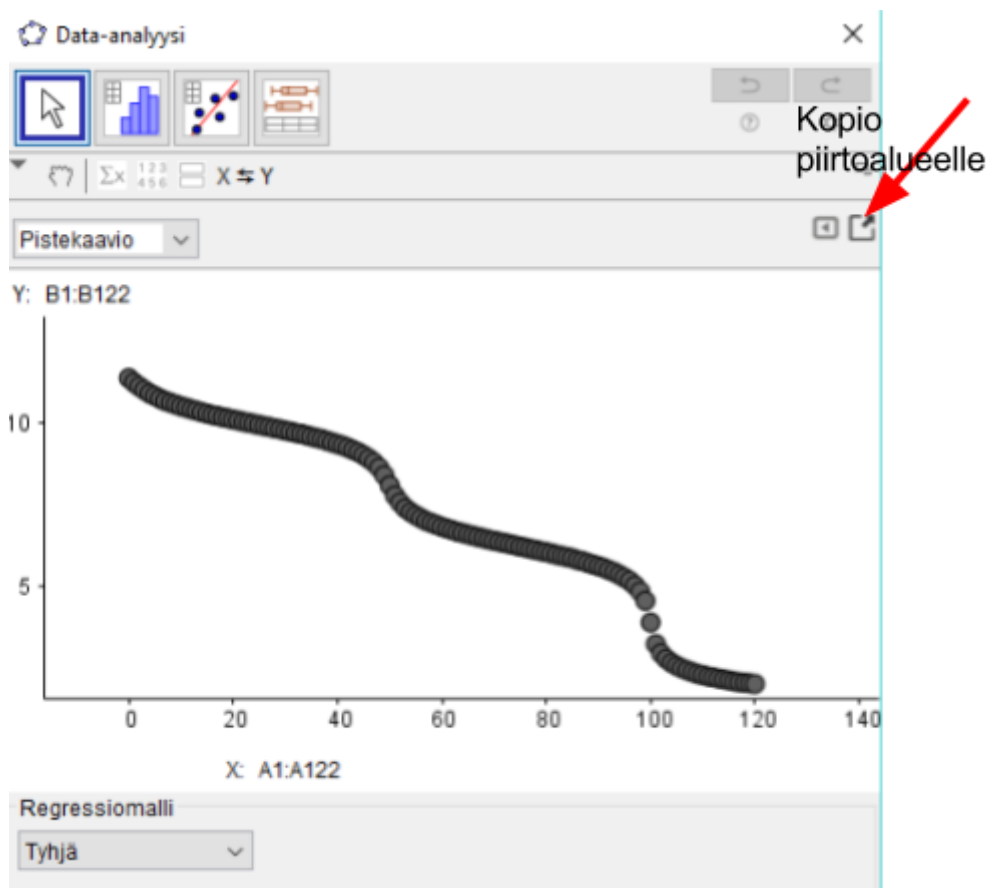 Data-analyysi
Kopio
piirtoalueelle
Σx 123 456 X ⇆ Y
Pistekaavio
Y: B1:B122
10
5
0 20 40 60 80 100 120 140
X: A1:A122
Regressiomalli
Tyhjä